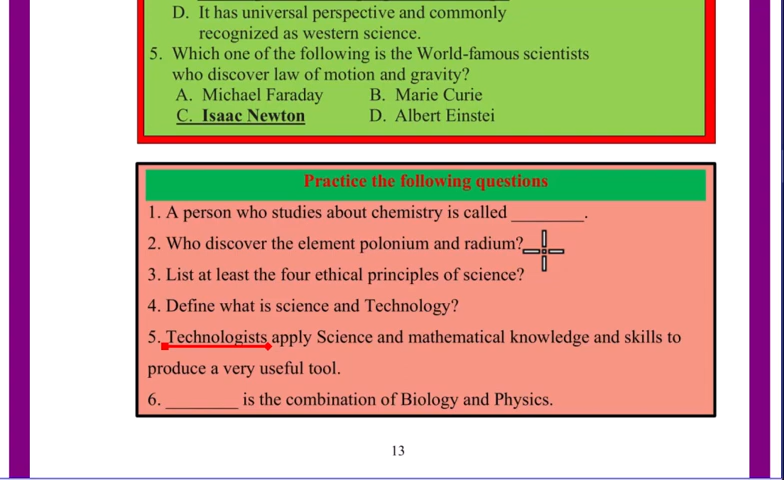 D. It has universal perspective and commonly
recognized as western science.
5. Which one of the following is the World-famous scientists
who discover law of motion and gravity?
A. Michael Faraday B. Marie Curie
C. Isaac Newton D. Albert Einstei
Practice the following questions
1. A person who studies about chemistry is called ________.
2. Who discover the element polonium and radium?
3. List at least the four ethical principles of science?
4. Define what is science and Technology?
5. Technologists apply Science and mathematical knowledge and skills to
produce a very useful tool.
6. ________ is the combination of Biology and Physics.
13